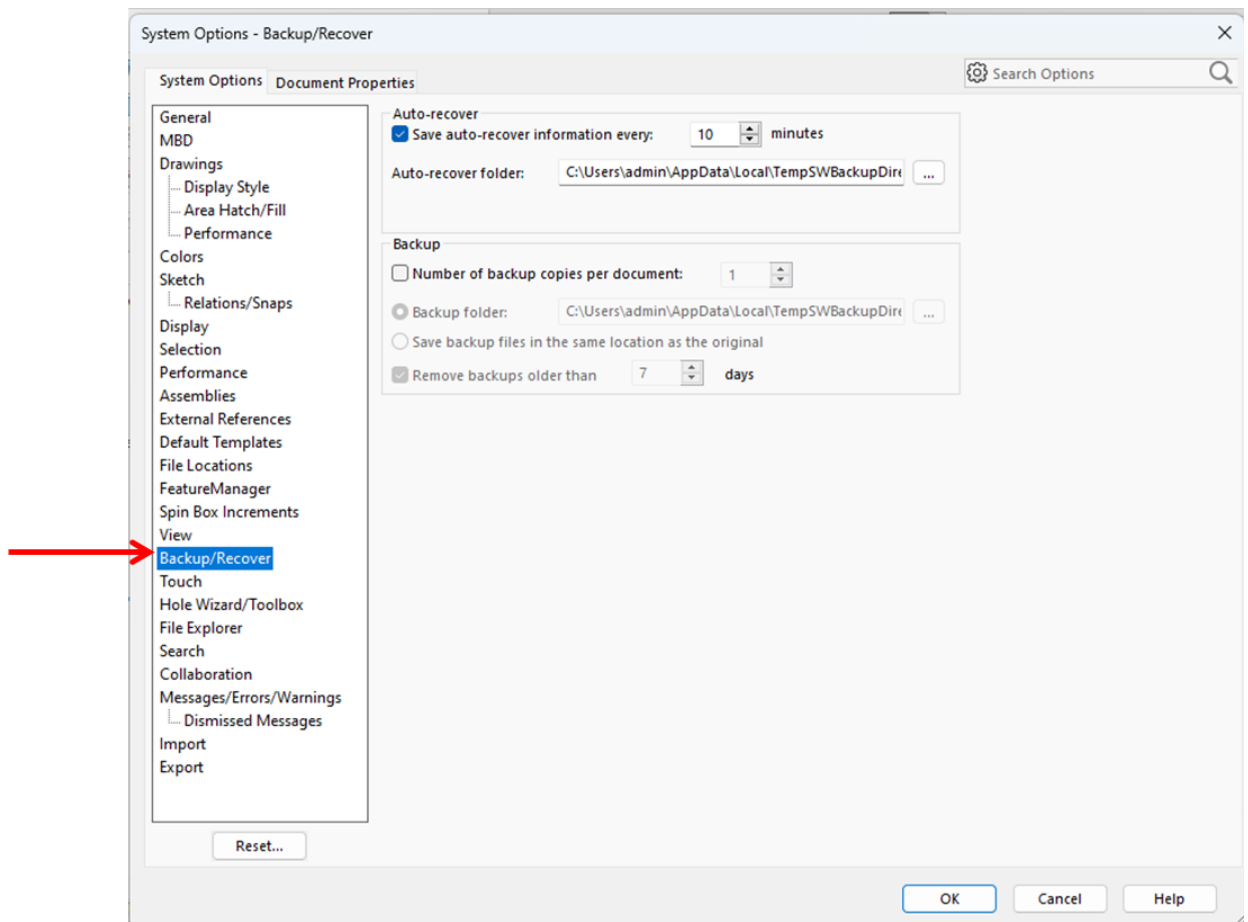 System Options - Backup/Recover
System Options Document Properties
Search Options
General
MBD
Drawings
Display Style
Area Hatch/Fill
Performance
Colors
Sketch
Relations/Snaps
Display
Selection
Performance
Assemblies
External References
Default Templates
File Locations
FeatureManager
Spin Box Increments
View
Backup/Recover
Touch
Hole Wizard/Toolbox
File Explorer
Search
Collaboration
Messages/Errors/Warnings
Dismissed Messages
Import
Export
Reset...
Auto-recover
Save auto-recover information every: 10 minutes
Auto-recover folder: C:\Users\admin\AppData\Local\TempSWBackupDire ...
Backup
Number of backup copies per document: 1
Backup folder: C:\Users\admin\AppData\Local\TempSWBackupDire ...
Save backup files in the same location as the original
Remove backups older than 7 days
OK Cancel Help